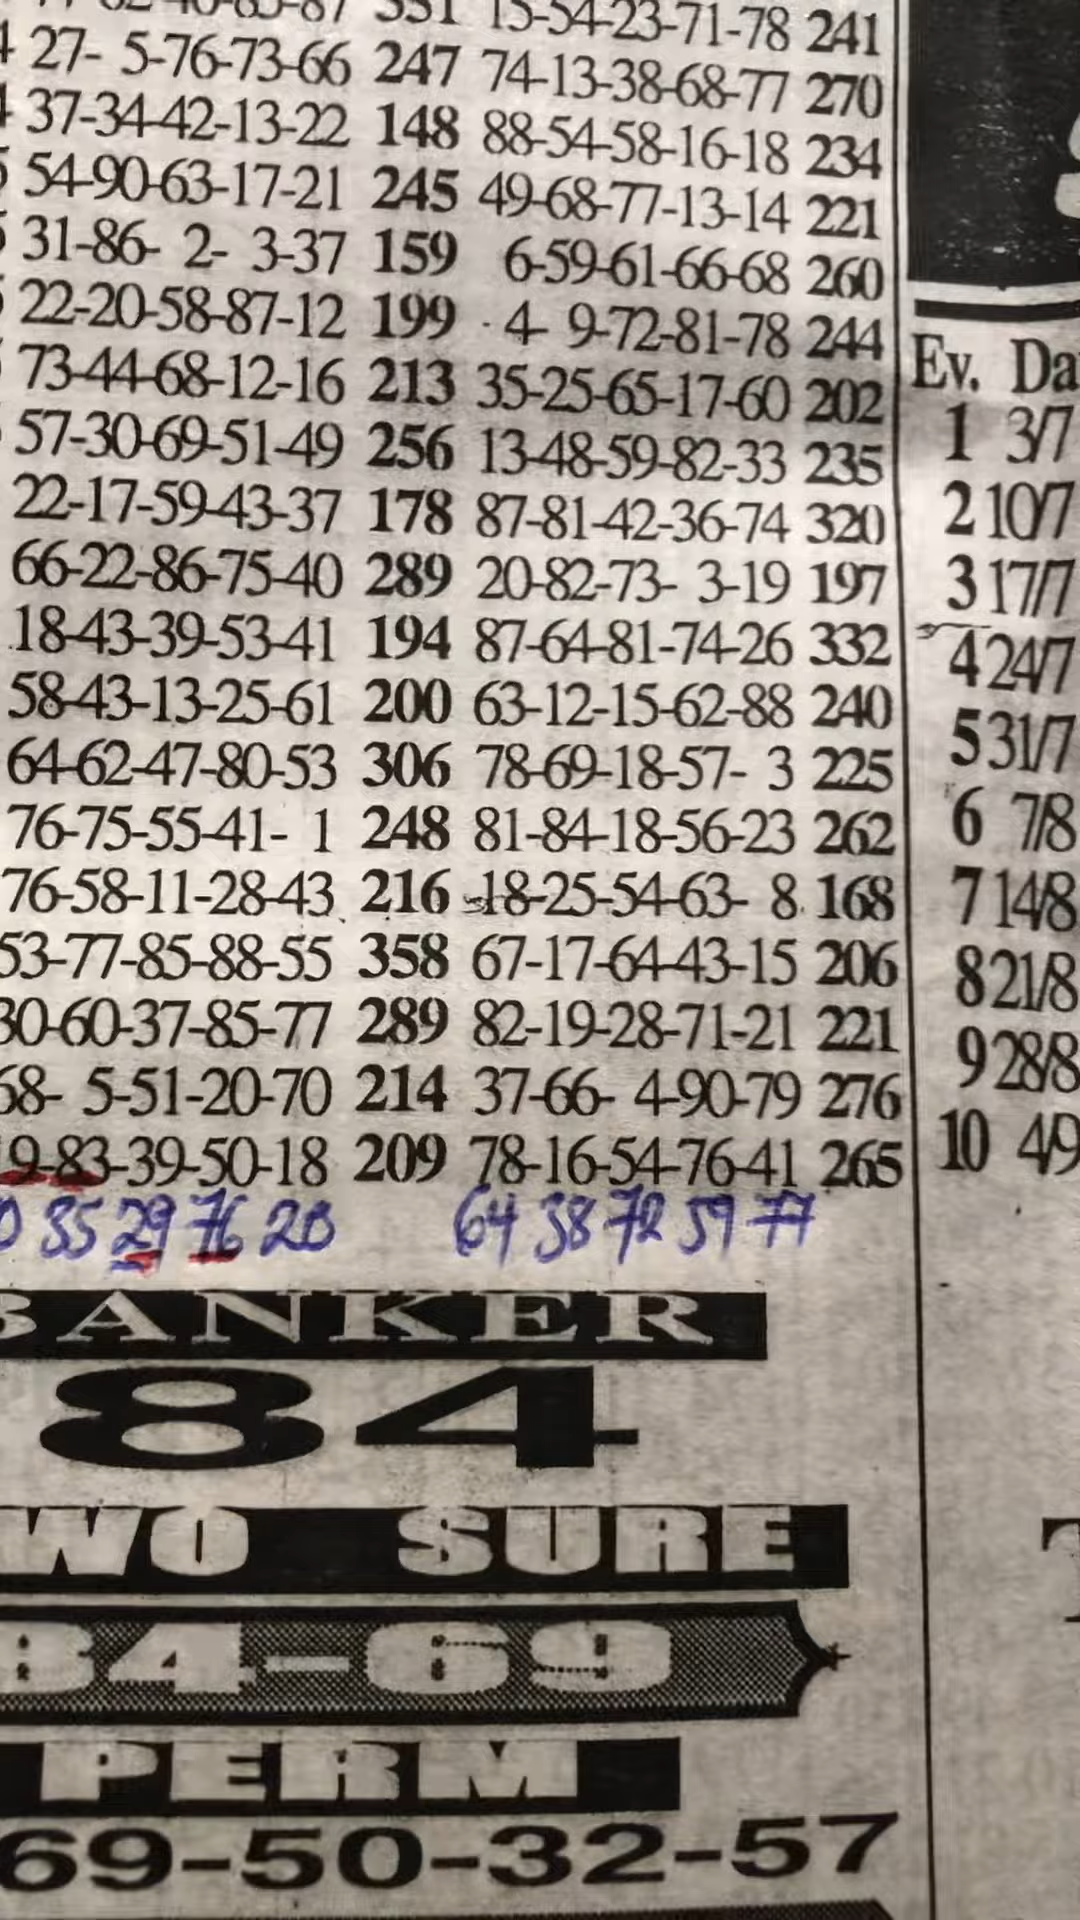 351 15-54-23-71-78 241
27- 5-76-73-66 247 74-13-38-68-77 270
37-34-42-13-22 148 88-54-58-16-18 234
54-90-63-17-21 245 49-68-77-13-14 221
31-86- 2- 3-37 159 6-59-61-66-68 260
22-20-58-87-12 199 4- 9-72-81-78 244
73-44-68-12-16 213 35-25-65-17-60 202
57-30-69-51-49 256 13-48-59-82-33 235
22-17-59-43-37 178 87-81-42-36-74 320
66-22-86-75-40 289 20-82-73- 3-19 197
18-43-39-53-41 194 87-64-81-74-26 332
58-43-13-25-61 200 63-12-15-62-88 240
64-62-47-80-53 306 78-69-18-57- 3 225
76-75-55-41- 1 248 81-84-18-56-23 262
76-58-11-28-43 216 18-25-54-63- 8 168
53-77-85-88-55 358 67-17-64-43-15 206
30-60-37-85-77 289 82-19-28-71-21 221
68- 5-51-20-70 214 37-66- 4-90-79 276
19-83-39-50-18 209 78-16-54-76-41 265
35 29 76 20 64 38 72 59 77
BANKER
84
WO SURE
84-69
PERM
69-50-32-57
Ev. Da
1 3/7
2 10/7
3 17/7
4 24/7
5 31/7
6 7/8
7 14/8
8 21/8
9 28/8
10 4/9